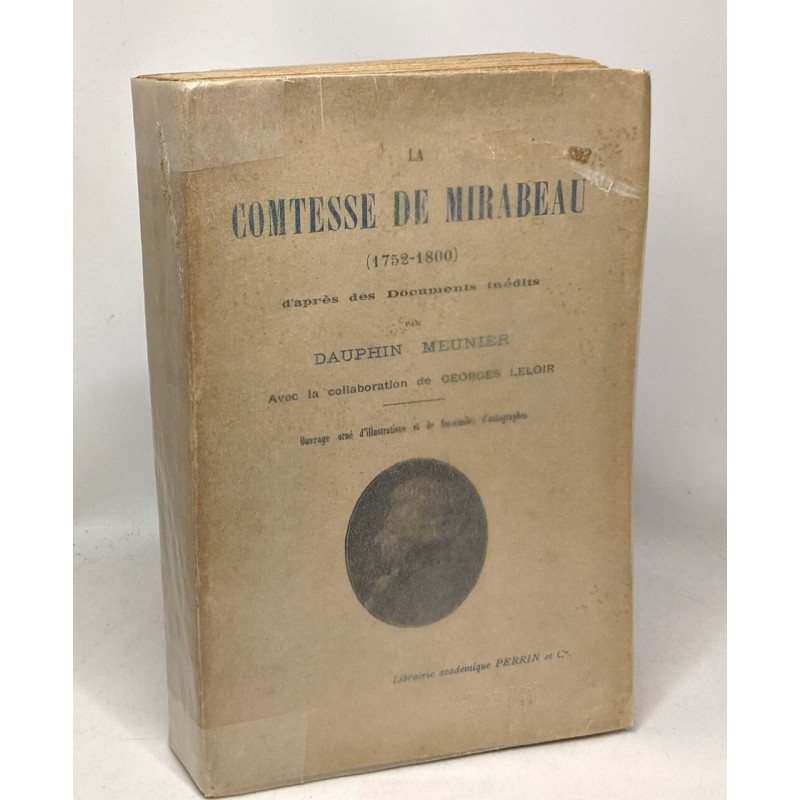 LA
COMTESSE DE MIRABEAU
(1752-1800)
d'après des Documents inédits
PAR
DAUPHIN MEUNIER
Avec la collaboration de GEORGES LELOIR
Ouvrage orné d'illustrations et de fac-similés d'autographes
Librairie académique PERRIN et Cie.